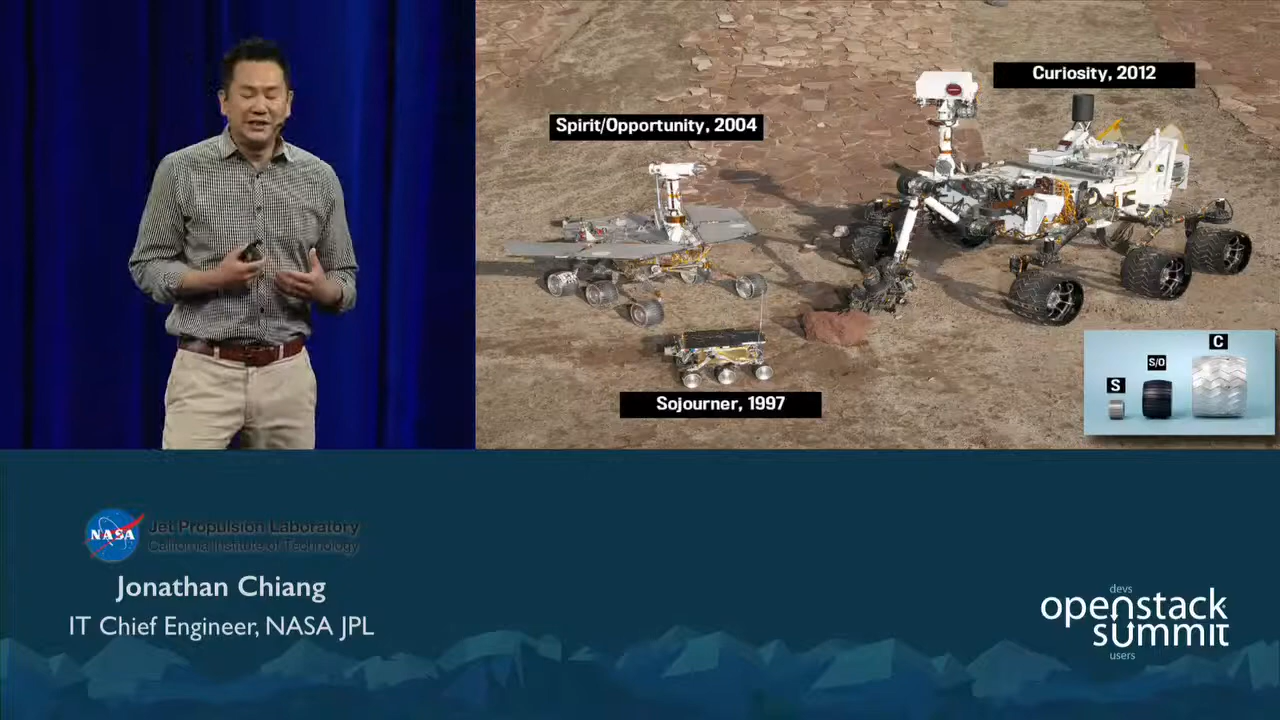 Curiosity, 2012
Spirit/Opportunity, 2004
Sojourner, 1997
S
S/O
C
NASA
Jet Propulsion Laboratory
California Institute of Technology
Jonathan Chiang
IT Chief Engineer, NASA JPL
devs
openstack
summit
users